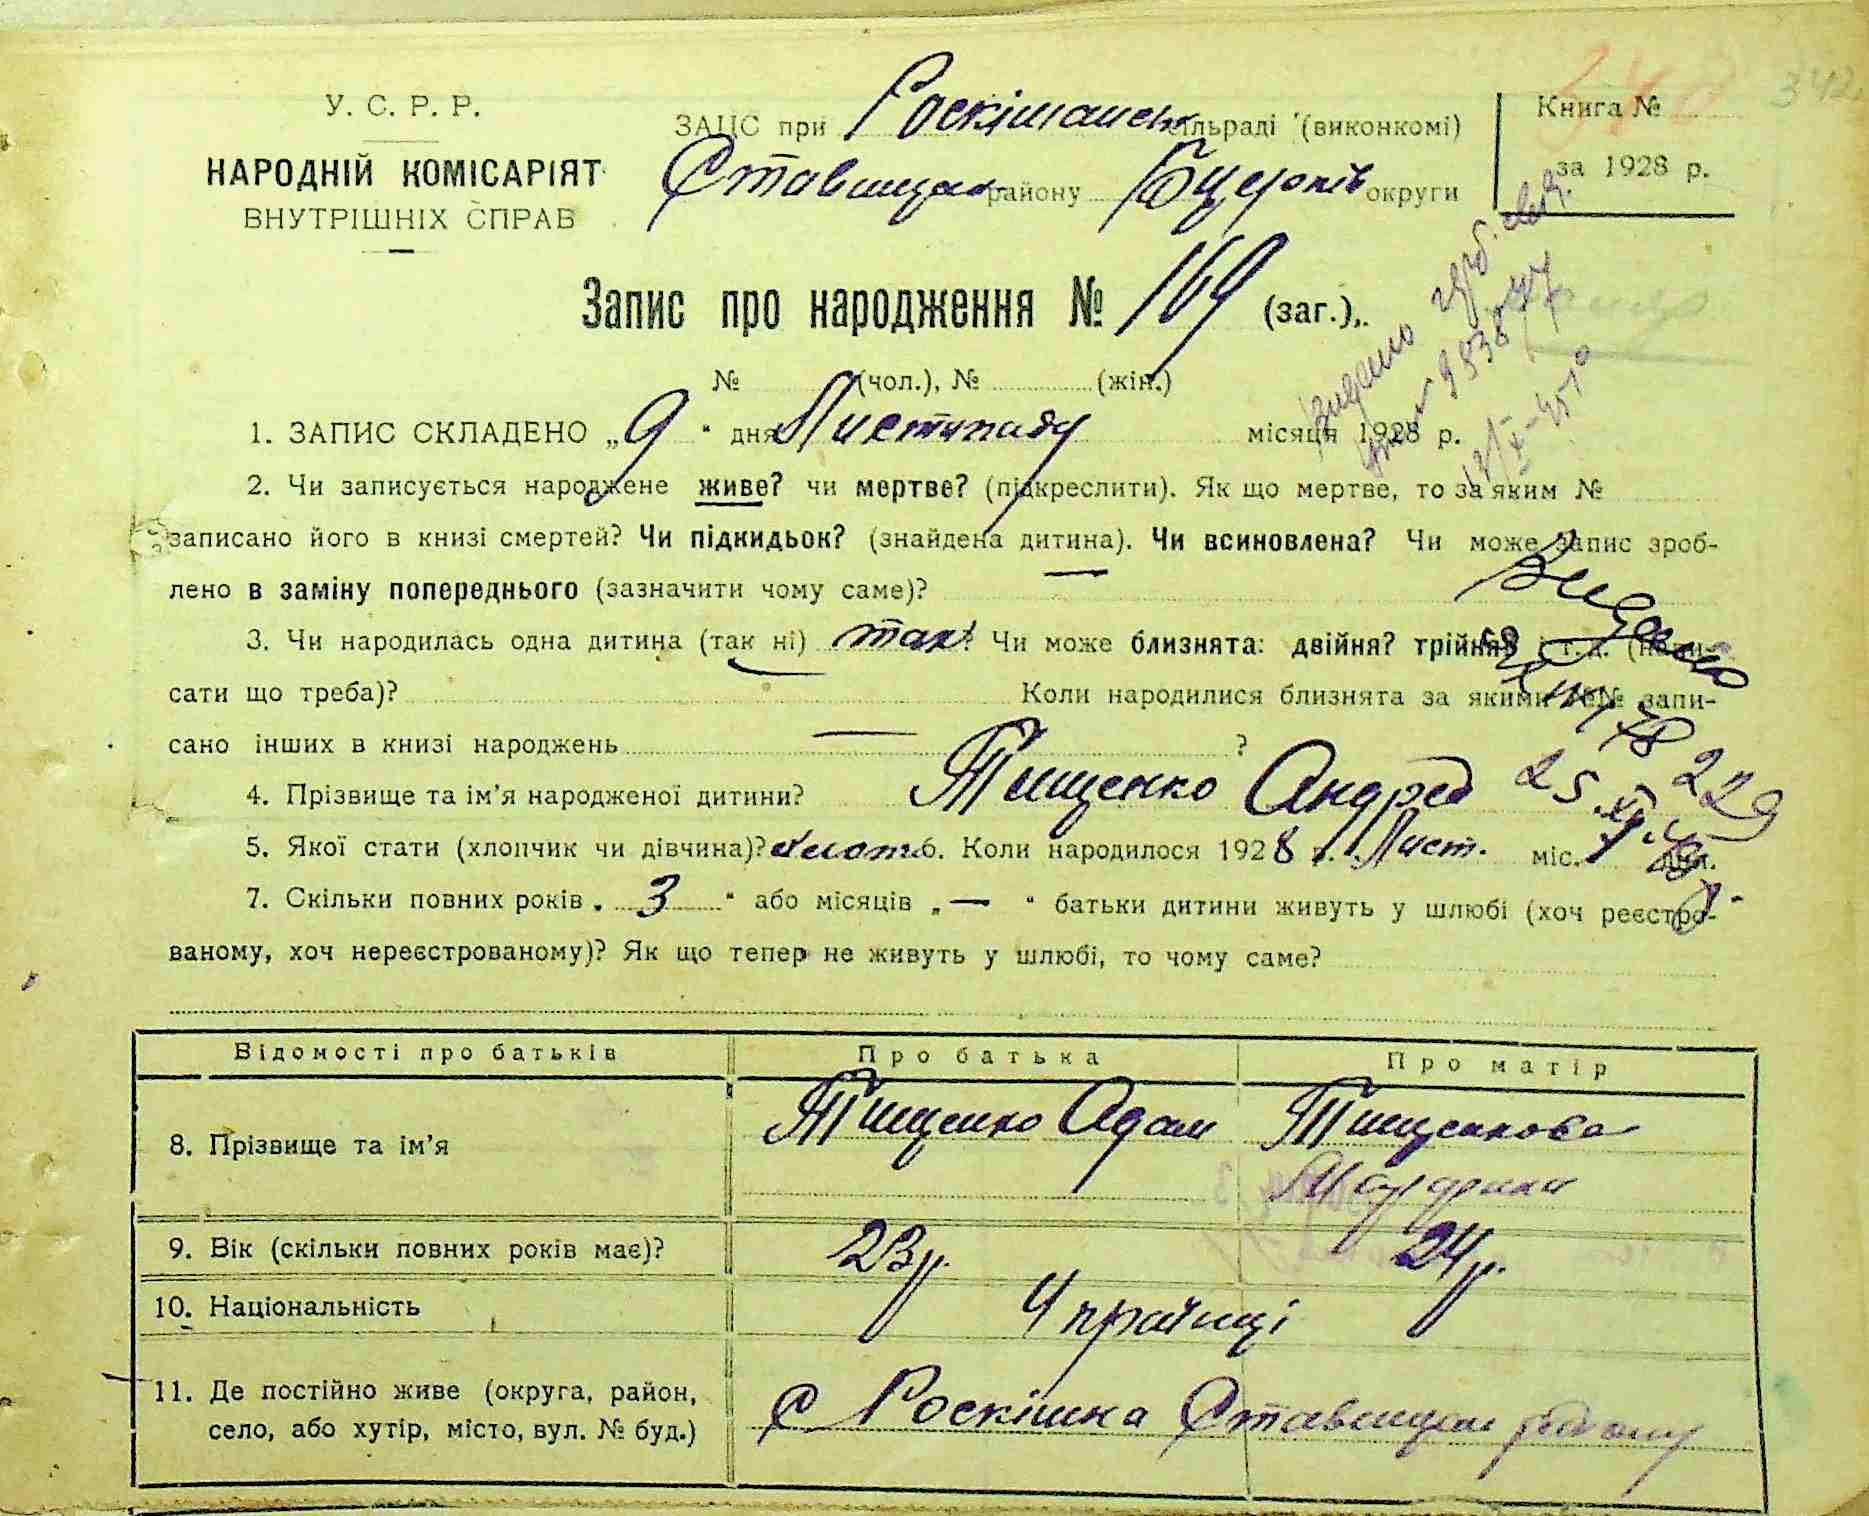 342
У. С. Р. Р.
НАРОДНІЙ КОМІСАРІЯТ
ВНУТРІШНІХ СПРАВ
ЗАЦС при Роскішанськ сільраді (виконкомі)
Ставищан району Бцерків округи
Книга №
за 1928 р.
Запис про народження № 169 (заг.),
№ (чол.), № (жін.)
Видано
1. ЗАПИС СКЛАДЕНО „9“ дня Листопаду місяця 1928 р.
2. Чи записується народжене живе? чи мертве? (підкреслити). Як що мертве, то за яким №
записано його в книзі смертей? Чи підкидьок? (знайдена дитина). Чи всиновлена? Чи може запис зроб-
лено в заміну попереднього (зазначити чому саме)? —
Видано
3. Чи народилась одна дитина (так ні) так Чи може близнята: двійня? трійня? і т. д. (напи-
сати що треба)? Коли народилися близнята за якими №№ запи-
сано інших в книзі народжень — ?
4. Прізвище та ім’я народженої дитини? Тищенко Андрей
5. Якої стати (хлопчик чи дівчина)? 6. Коли народилося 1928 р. Лист. міс. дня.
7. Скільки повних років „3“ або місяців „—“ батьки дитини живуть у шлюбі (хоч реєстро-
ваному, хоч нереєстрованому)? Як що тепер не живуть у шлюбі, то чому саме?
Відомості про батьків Про батька Про матір
8. Прізвище та ім’я Тищенко Адам Тищенкова
9. Вік (скільки повних років має)? 23 р. 24 р.
10. Національність Українці
11. Де постійно живе (округа, район,
село, або хутір, місто, вул. № буд.) с Роскішка Ставищан району